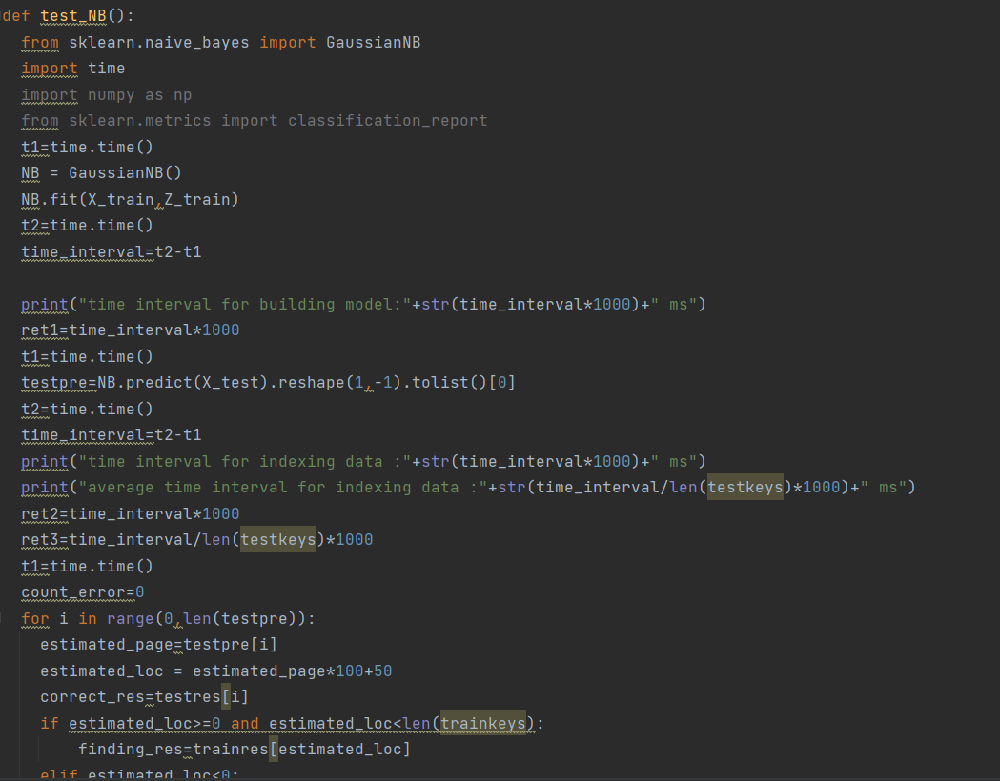 def test_NB():
from sklearn.naive_bayes import GaussianNB
import time
import numpy as np
from sklearn.metrics import classification_report
t1=time.time()
NB = GaussianNB()
NB.fit(X_train,Z_train)
t2=time.time()
time_interval=t2-t1
print("time interval for building model:"+str(time_interval*1000)+" ms")
ret1=time_interval*1000
t1=time.time()
testpre=NB.predict(X_test).reshape(1,-1).tolist()[0]
t2=time.time()
time_interval=t2-t1
print("time interval for indexing data :"+str(time_interval*1000)+" ms")
print("average time interval for indexing data :"+str(time_interval/len(testkeys)*1000)+" ms")
ret2=time_interval*1000
ret3=time_interval/len(testkeys)*1000
t1=time.time()
count_error=0
for i in range(0,len(testpre)):
estimated_page=testpre[i]
estimated_loc = estimated_page*100+50
correct_res=testres[i]
if estimated_loc>=0 and estimated_loc<len(trainkeys):
finding_res=trainres[estimated_loc]
elif estimated_loc<0: